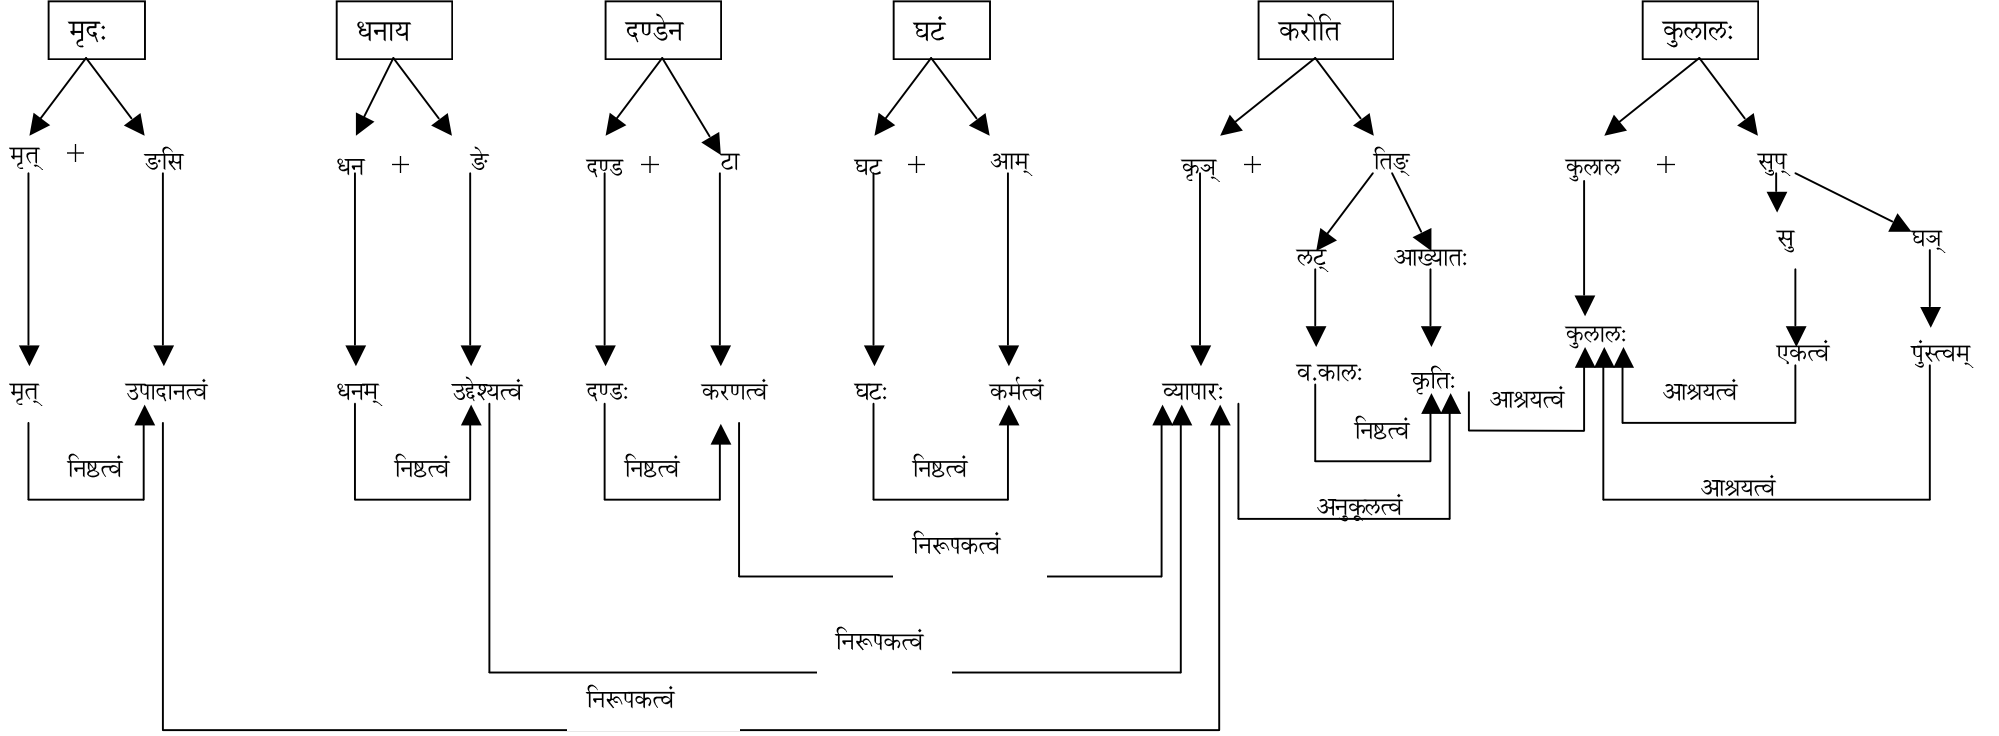 मृदः धनाय दण्डेन घटं करोति कुलालः
मृत् + ङसि धन + ङे दण्ड + टा घट + आम् कृञ् + तिङ् कुलाल + सुप्
सु घञ्
लट् आख्यातः
कुलालः एकत्वं पुंस्त्वम्
व.कालः कृतिः
मृत् उपादानत्वं धनम् उद्देश्यत्वं दण्डः करणत्वं घटः कर्मत्वं व्यापारः आश्रयत्वं आश्रयत्वं
निष्ठत्वं
निष्ठत्वं निष्ठत्वं निष्ठत्वं निष्ठत्वं
आश्रयत्वं
अनुकूलत्वं
निरूपकत्वं
निरूपकत्वं
निरूपकत्वं